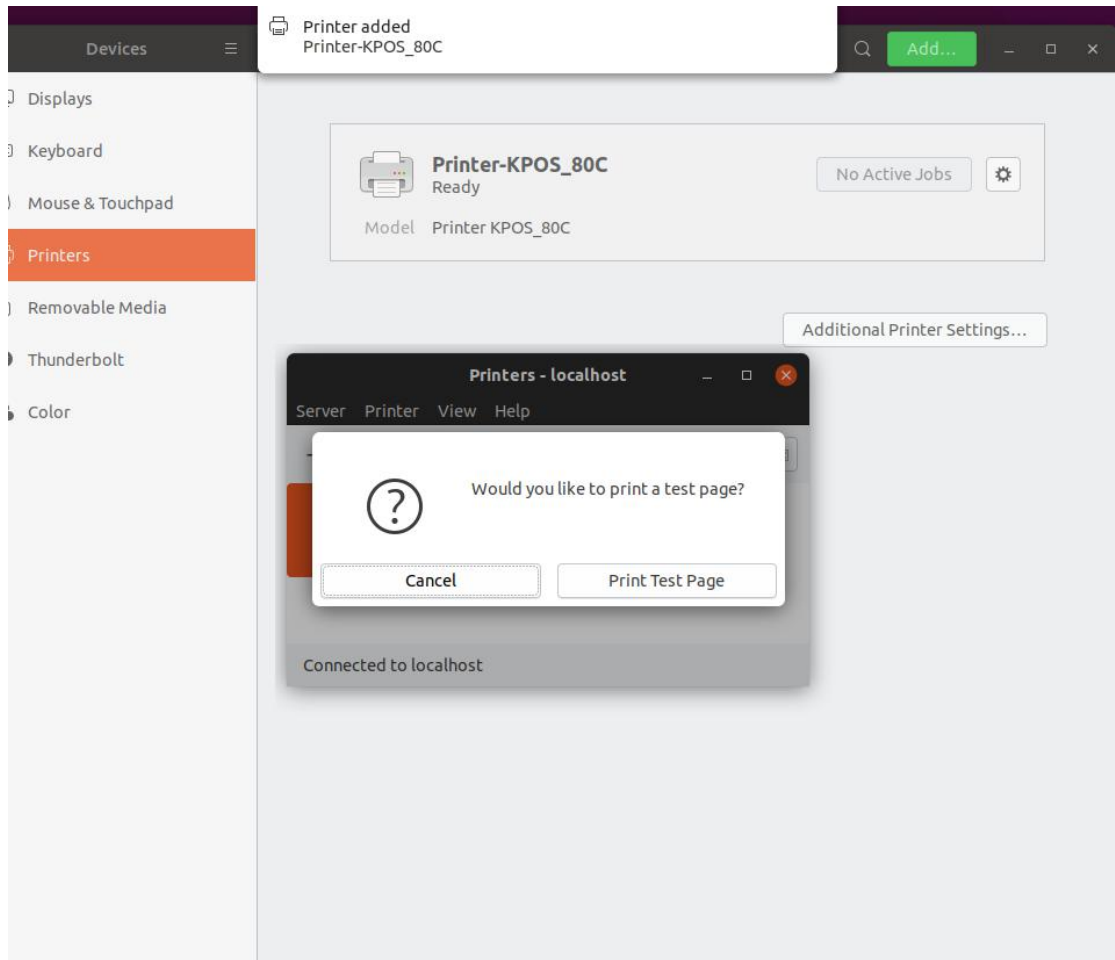 Printer added
Printer-KPOS_80C
Devices
Add...
Displays
Keyboard
Mouse & Touchpad
Printers
Removable Media
Thunderbolt
Color
Printer-KPOS_80C
Ready
No Active Jobs
Model Printer KPOS_80C
Additional Printer Settings...
Printers - localhost
Server Printer View Help
Would you like to print a test page?
Cancel Print Test Page
Connected to localhost